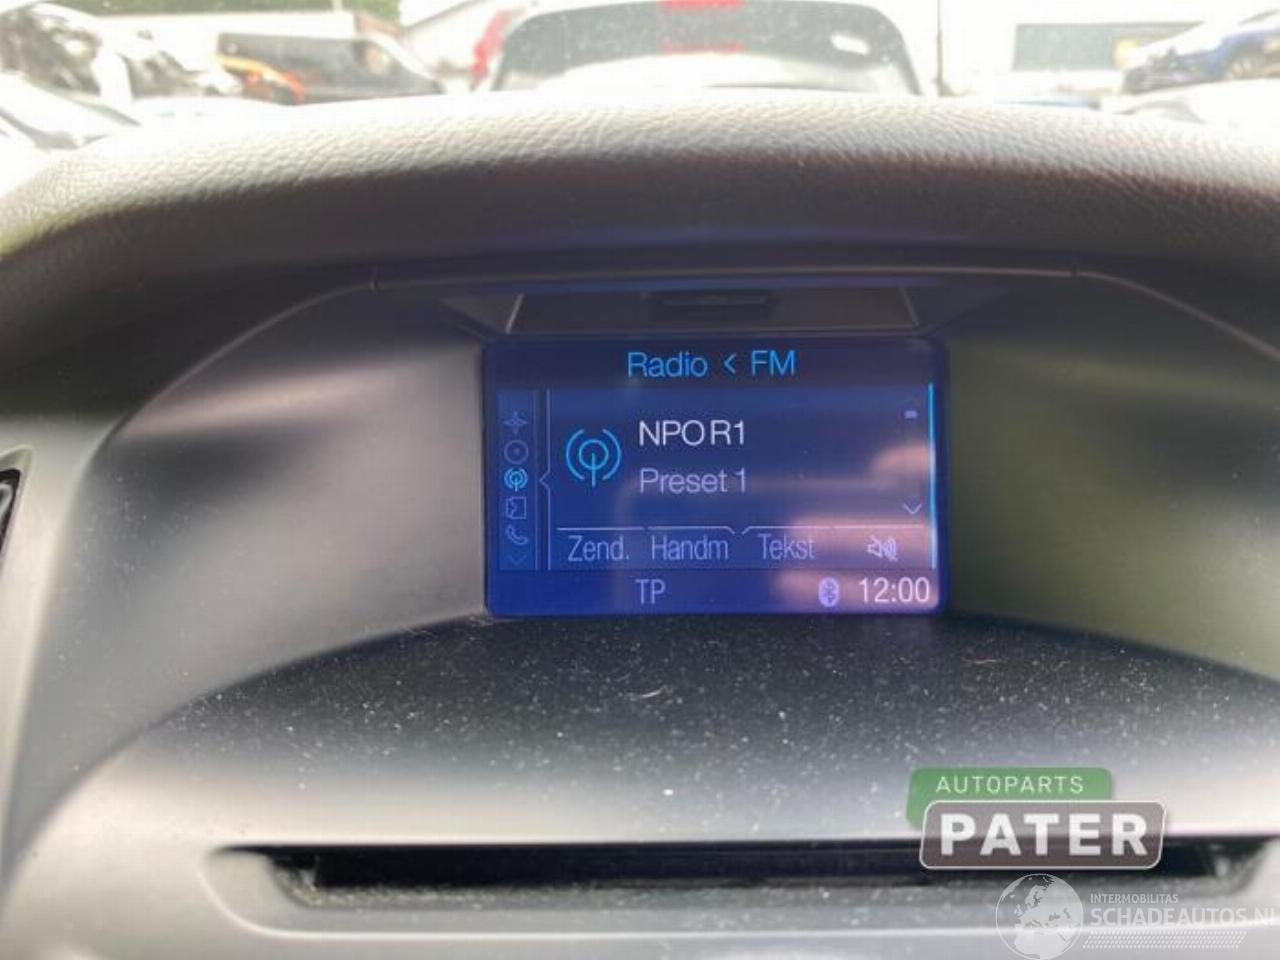 Radio < FM
NPO R1
Preset 1
Zend. Handm Tekst
TP 12:00
AUTOPARTS
PATER
INTERMOBILITAS
SCHADEAUTOS.NL